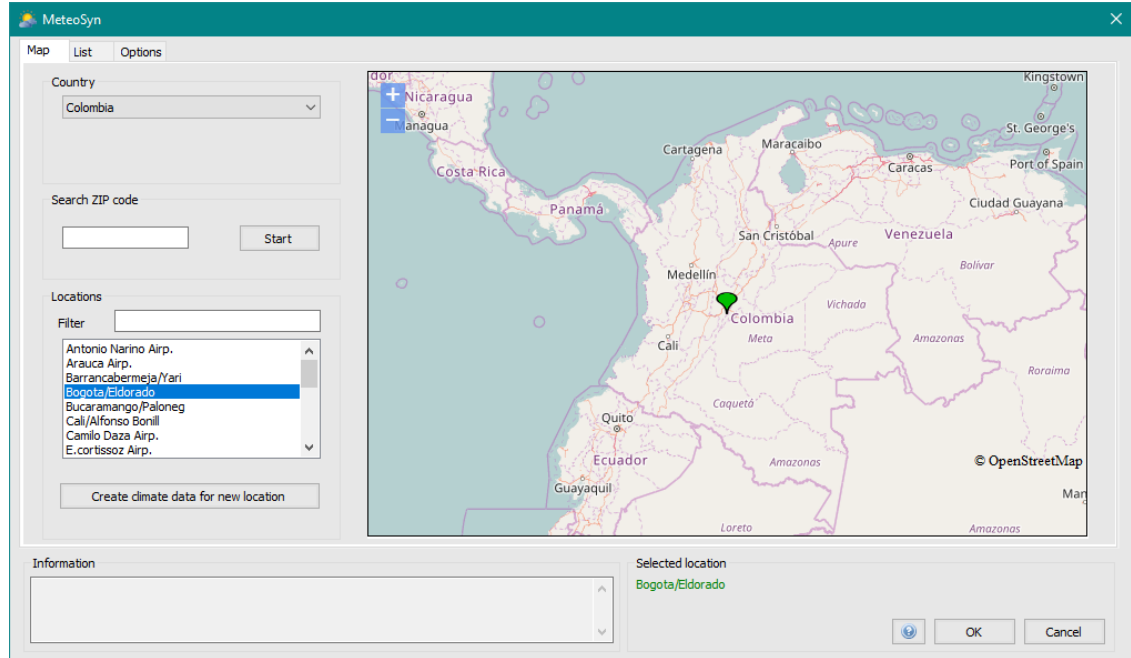 MeteoSyn
Map
List
Options
Country
Colombia
Search ZIP code
Start
Locations
Filter
Antonio Narino Airp.
Arauca Airp.
Barrancabermeja/Yari
Bogota/Eldorado
Bucaramango/Paloneg
Cali/Alfonso Bonill
Camilo Daza Airp.
E.cortissoz Airp.
Create climate data for new location
dor
Nicaragua
Managua
Costa Rica
Panamá
Cartagena
Maracaibo
Caracas
Kingstown
St. George's
Port of Spain
Ciudad Guayana
San Cristóbal
Apure
Venezuela
Bolívar
Medellín
Colombia
Vichada
Meta
Cali
Amazonas
Roraima
Caquetá
Quito
Ecuador
Amazonas
© OpenStreetMap
Guayaquil
Man
Loreto
Amazonas
Information
Selected location
Bogota/Eldorado
OK
Cancel